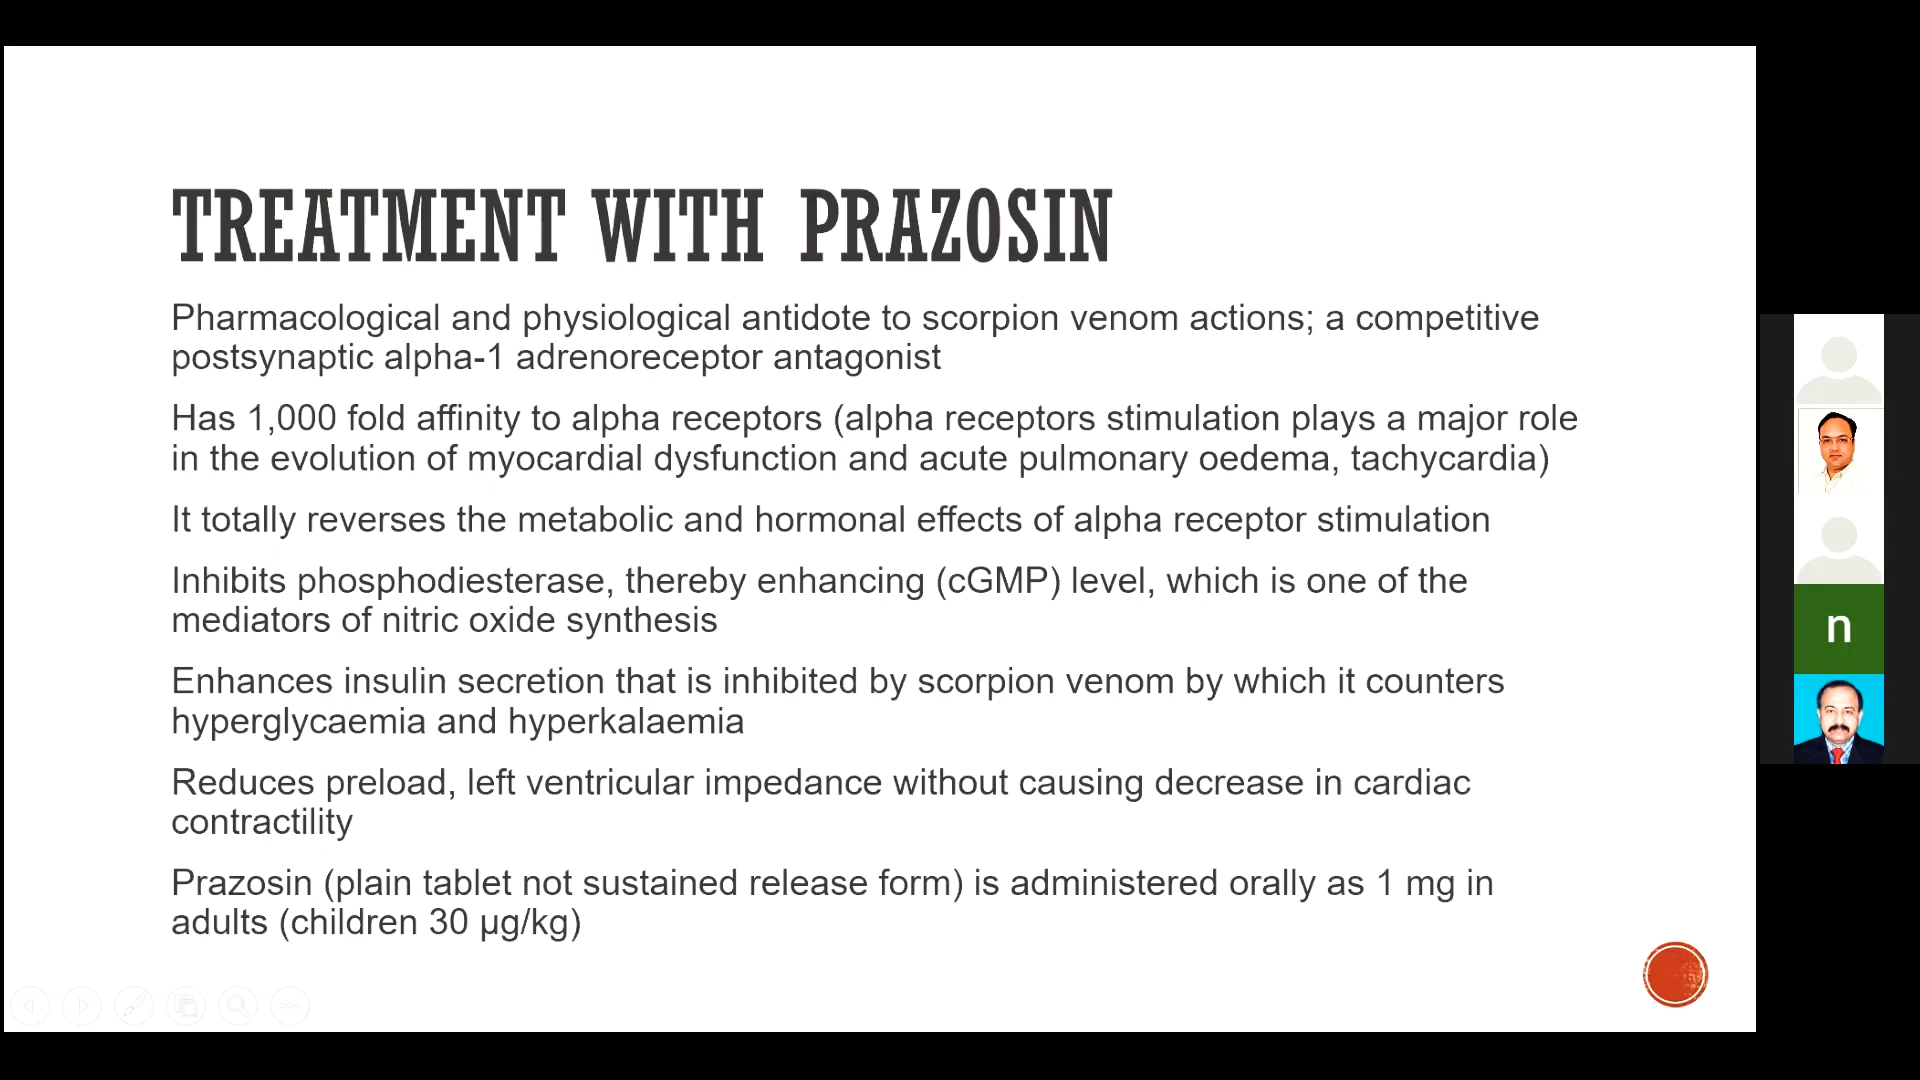 TREATMENT WITH PRAZOSIN
Pharmacological and physiological antidote to scorpion venom actions; a competitive
postsynaptic alpha-1 adrenoreceptor antagonist
Has 1,000 fold affinity to alpha receptors (alpha receptors stimulation plays a major role
in the evolution of myocardial dysfunction and acute pulmonary oedema, tachycardia)
It totally reverses the metabolic and hormonal effects of alpha receptor stimulation
Inhibits phosphodiesterase, thereby enhancing (cGMP) level, which is one of the
mediators of nitric oxide synthesis
Enhances insulin secretion that is inhibited by scorpion venom by which it counters
hyperglycaemia and hyperkalaemia
Reduces preload, left ventricular impedance without causing decrease in cardiac
contractility
Prazosin (plain tablet not sustained release form) is administered orally as 1 mg in
adults (children 30 µg/kg)
n